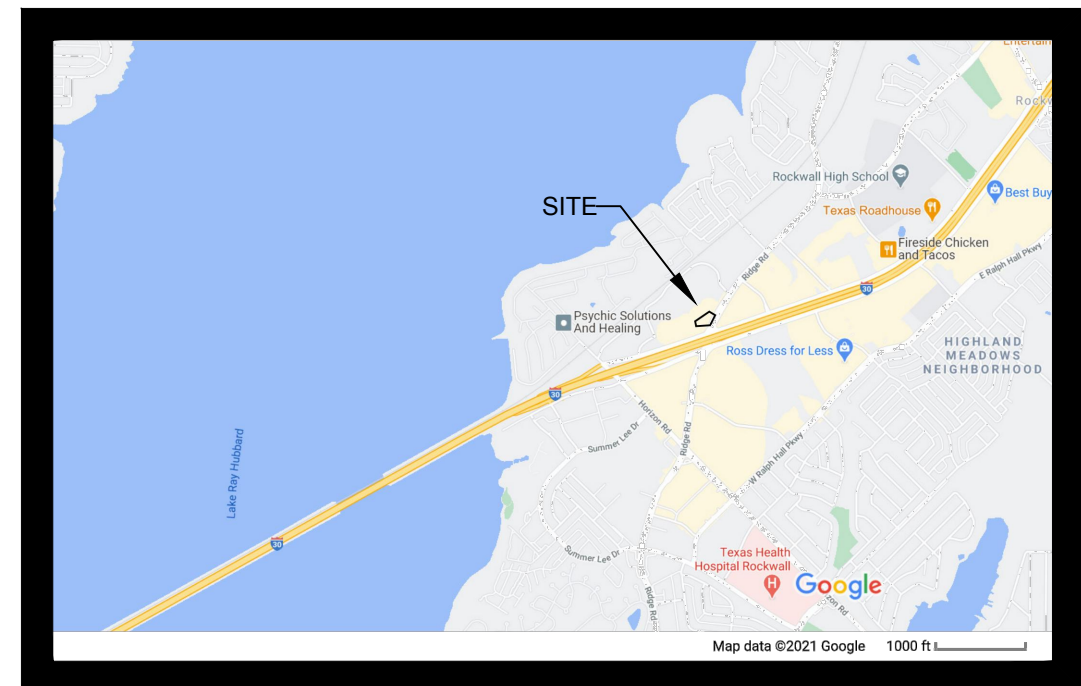 Entertain
Rockw
Rockwall High School
Best Buy
Texas Roadhouse
SITE
Fireside Chicken
and Tacos
E Ralph Hall Pkwy
Ridge Rd
30
Psychic Solutions
And Healing
Ross Dress for Less
HIGHLAND
MEADOWS
NEIGHBORHOOD
30
Horizon Rd
Summer Lee Dr
Ridge Rd
W Ralph Hall Pkwy
Lake Ray Hubbard
30
Summer Lee Dr
Texas Health
Hospital Rockwall
H
Google
Ridge Rd
zon Rd
Map data ©2021 Google 1000 ft